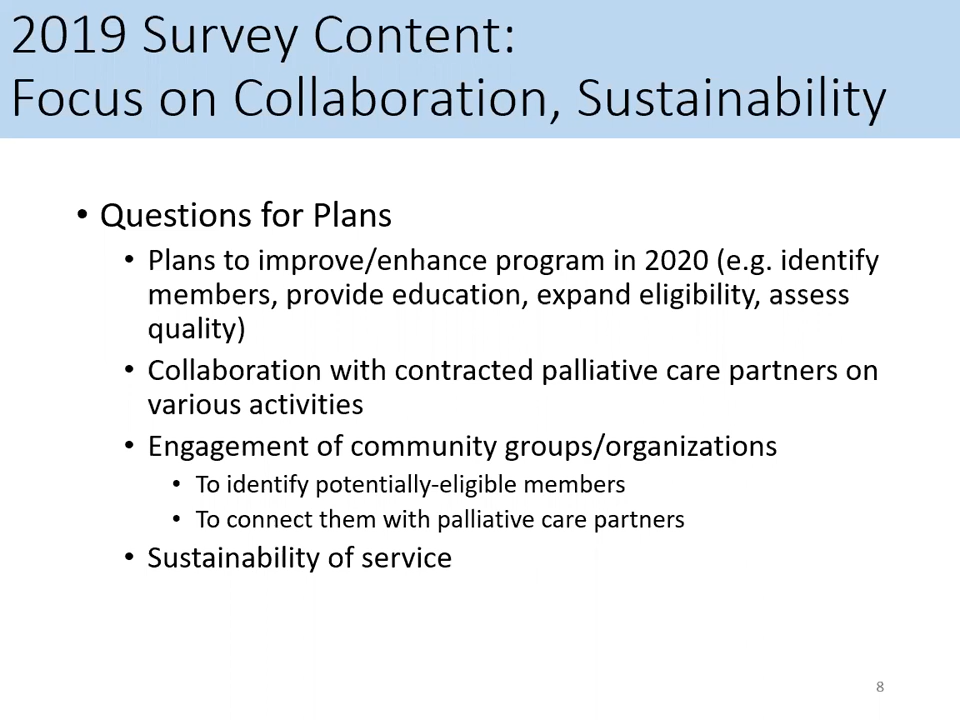 2019 Survey Content:
Focus on Collaboration, Sustainability
• Questions for Plans
• Plans to improve/enhance program in 2020 (e.g. identify
members, provide education, expand eligibility, assess
quality)
• Collaboration with contracted palliative care partners on
various activities
• Engagement of community groups/organizations
• To identify potentially-eligible members
• To connect them with palliative care partners
• Sustainability of service
8